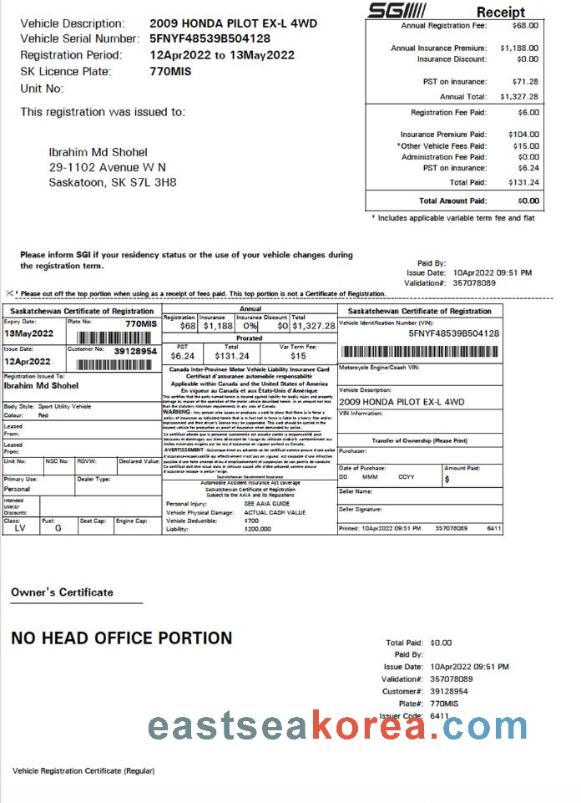 Vehicle Description: 2009 HONDA PILOT EX-L 4WD
Vehicle Serial Number: 5FNYF48539B504128
Registration Period: 12Apr2022 to 13May2022
SK Licence Plate: 770MIS
Unit No:
This registration was issued to:
Ibrahim Md Shohel
29-1102 Avenue W N
Saskatoon, SK S7L 3H8
SGI Receipt
Annual Registration Fee: $68.00
Annual Insurance Premium: $1,188.00
Insurance Discount: $0.00
PST on insurance: $71.28
Annual Total: $1,327.28
Registration Fee Paid: $6.00
Insurance Premium Paid: $104.00
*Other Vehicle Fees Paid: $15.00
Administration Fee Paid: $0.00
PST on insurance: $6.24
Total Paid: $131.24
Total Amount Paid: $0.00
* Includes applicable variable term fee and flat
Please inform SGI if your residency status or the use of your vehicle changes during
the registration term.
Paid By:
Issue Date: 10Apr2022 09:51 PM
Validation#: 357078089
* Please cut off the top portion when using as a receipt of fees paid. This top portion is not a Certificate of Registration.
Saskatchewan Certificate of Registration
Expiry Date: Plate No:
13May2022 770MIS
Issue Date: Customer No: 39128954
12Apr2022
Registration Issued To:
Ibrahim Md Shohel
Body Style: Sport Utility Vehicle
Colour: Red
Leased
From:
Leased
From:
Unit No: NSC No: RGVW: Declared Value:
Primary Use: Dealer Type:
Personal
Intended
Use:/
Discounts:
Class: Fuel: Seat Cap: Engine Cap:
LV G
Annual
Registration Insurance Insurance Discount Total
$68 $1,188 0% $0 $1,327.28
Prorated
PST Total Var Term Fee:
$6.24 $131.24 $15
Canada Inter-Province Motor Vehicle Liability Insurance Card
Certificat d'assurance automobile responsabilité
Applicable within Canada and the United States of America
En vigueur au Canada et aux États-Unis d'Amérique
Saskatchewan Government Insurance
Automobile Accident Insurance Act coverage
Saskatchewan Certificate of Registration
Subject to the AAIA and its Regulations
Personal Injury: SEE AAIA GUIDE
Vehicle Physical Damage: ACTUAL CASH VALUE
Vehicle Deductible: $700
Liability: $200,000
Saskatchewan Certificate of Registration
Vehicle Identification Number (VIN):
5FNYF48539B504128
Motorcycle Engine/Coach VIN:
Vehicle Description:
2009 HONDA PILOT EX-L 4WD
VIN Information:
Transfer of Ownership (Please Print)
Purchaser:
Date of Purchase: Amount Paid:
DD MMM CCYY $
Seller Name:
Seller Signature:
Printed: 10Apr2022 09:51 PM 357078089 6411
Owner's Certificate
NO HEAD OFFICE PORTION
Total Paid: $0.00
Paid By:
Issue Date: 10Apr2022 09:51 PM
Validation#: 357078089
Customer#: 39128954
Plate#: 770MIS
Issuer Code: 6411
eastseakorea.com
Vehicle Registration Certificate (Regular)